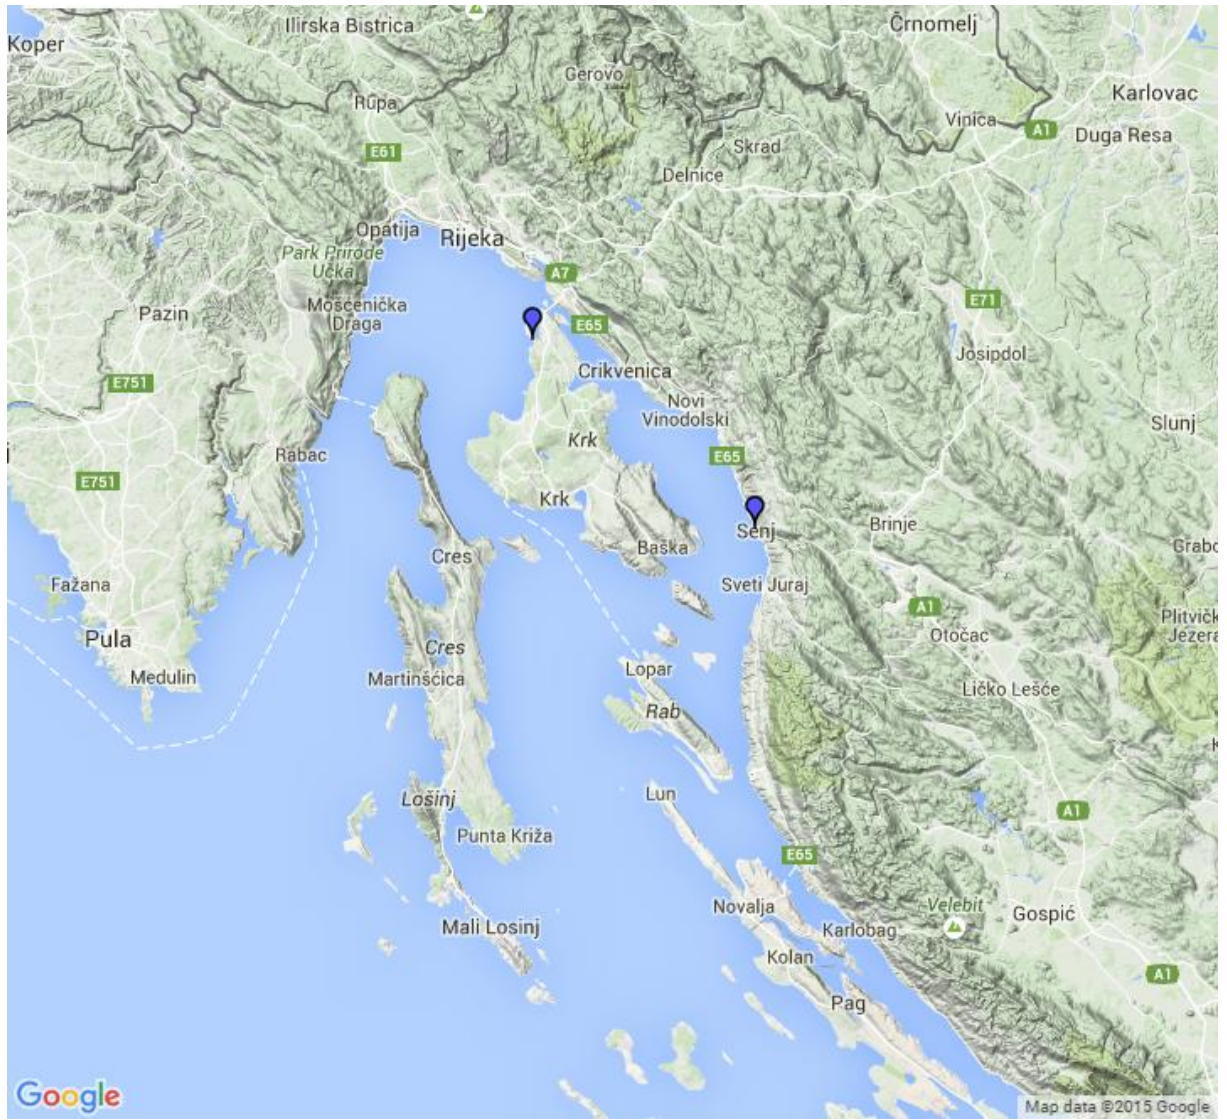 Ilirska Bistrica
Črnomelj
Koper
Gerovo
Karlovac
Rupa
Vinica
A1
Duga Resa
E61
Skrad
Delnice
Opatija
Rijeka
Park Prirode
Učka
A7
Mošćenička
Draga
E71
Pazin
E65
Josipdol
Crikvenica
E751
Novi
Vinodolski
Slunj
Krk
Rabac
E65
E751
Krk
Senj
Brinje
Baška
Cres
Grabo
Fažana
Sveti Juraj
A1
Plitvičk
Jezera
Otočac
Pula
Cres
Medulin
Martinšćica
Lopar
Ličko Lešće
Rab
Lošinj
Lun
A1
Punta Križa
E65
Velebit
Novalja
Gospić
Mali Losinj
Karlobag
Kolan
A1
Pag
Google
Map data ©2015 Google